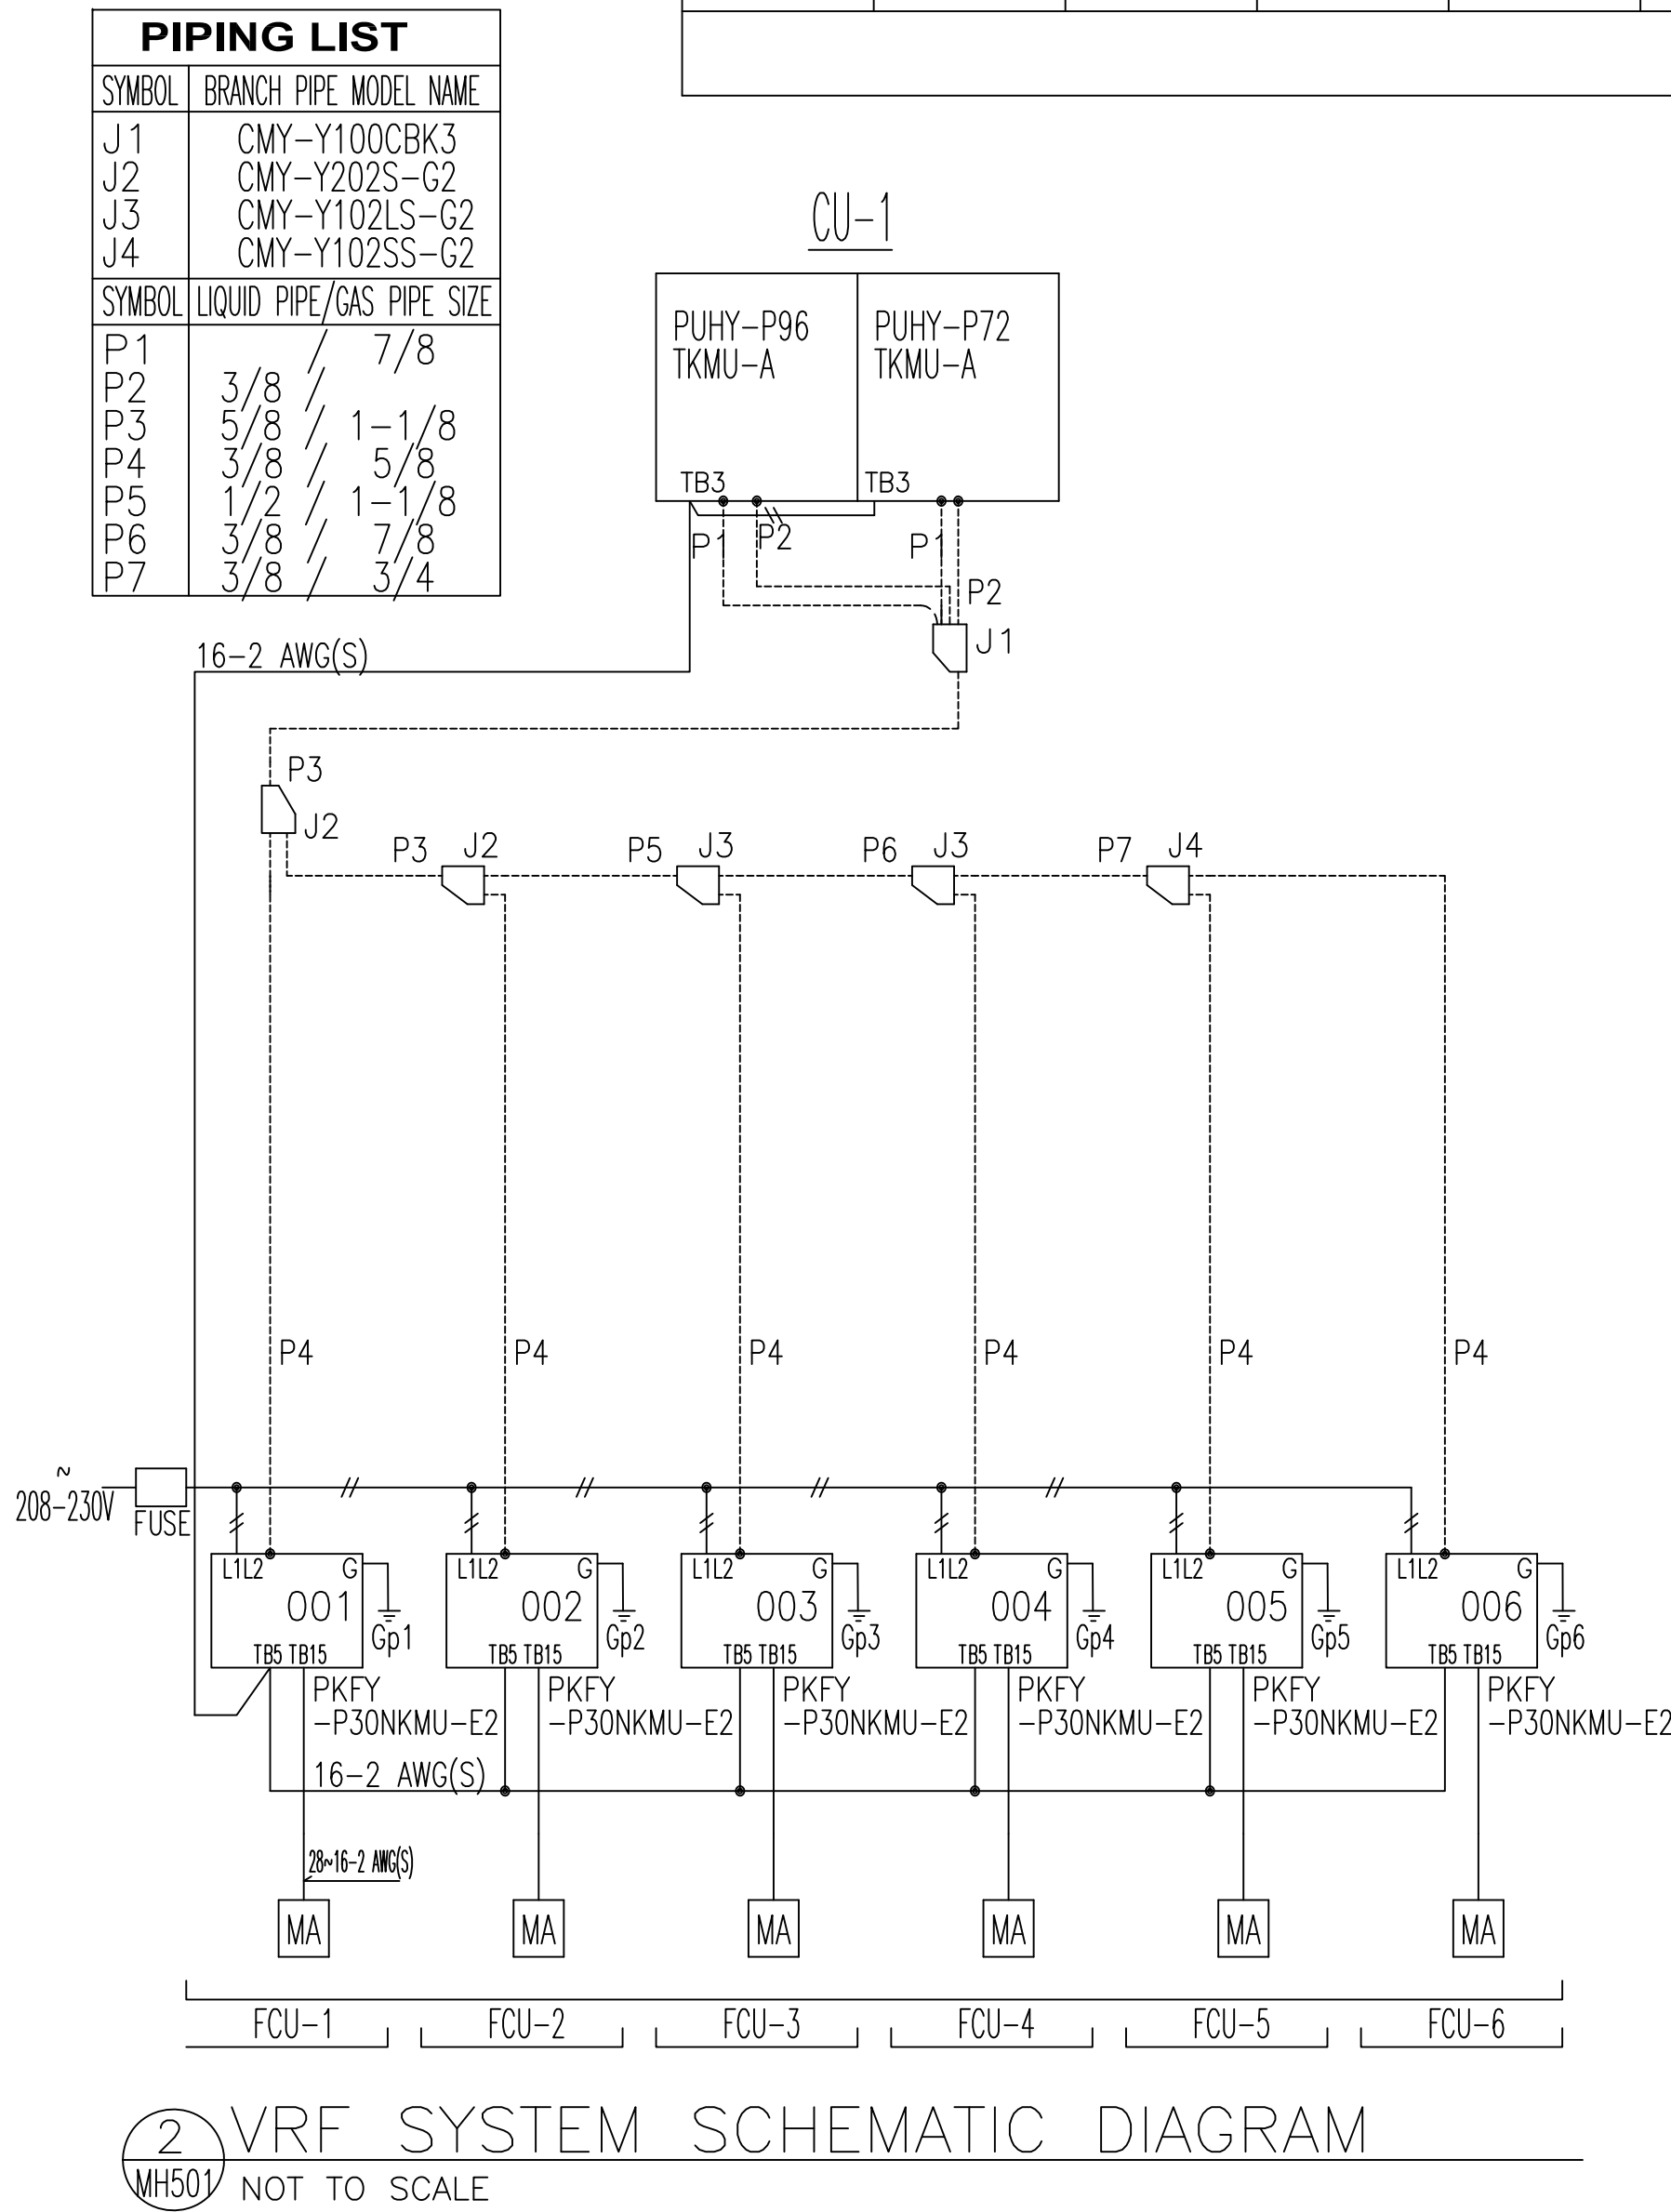 PIPING LIST
SYMBOL BRANCH PIPE MODEL NAME
J1 CMY-Y100CBK3
J2 CMY-Y202S-G2
J3 CMY-Y102LS-G2
J4 CMY-Y102SS-G2
SYMBOL LIQUID PIPE/GAS PIPE SIZE
P1 / 7/8
P2 3/8 /
P3 5/8 / 1-1/8
P4 3/8 / 5/8
P5 1/2 / 1-1/8
P6 3/8 / 7/8
P7 3/8 / 3/4
CU-1
PUHY-P96 PUHY-P72
TKMU-A TKMU-A
TB3 TB3
P1 P2 P1
P2
J1
16-2 AWG(S)
P3
J2
P3 J2 P5 J3 P6 J3 P7 J4
P4 P4 P4 P4 P4 P4
~
208-230V
FUSE
L1L2 G L1L2 G L1L2 G L1L2 G L1L2 G L1L2 G
001 002 003 004 005 006
Gp1 Gp2 Gp3 Gp4 Gp5 Gp6
TB5 TB15 TB5 TB15 TB5 TB15 TB5 TB15 TB5 TB15 TB5 TB15
PKFY PKFY PKFY PKFY PKFY PKFY
-P30NKMU-E2 -P30NKMU-E2 -P30NKMU-E2 -P30NKMU-E2 -P30NKMU-E2 -P30NKMU-E2
16-2 AWG(S)
28~16-2 AWG(S)
MA MA MA MA MA MA
FCU-1 FCU-2 FCU-3 FCU-4 FCU-5 FCU-6
2 VRF SYSTEM SCHEMATIC DIAGRAM
MH501 NOT TO SCALE